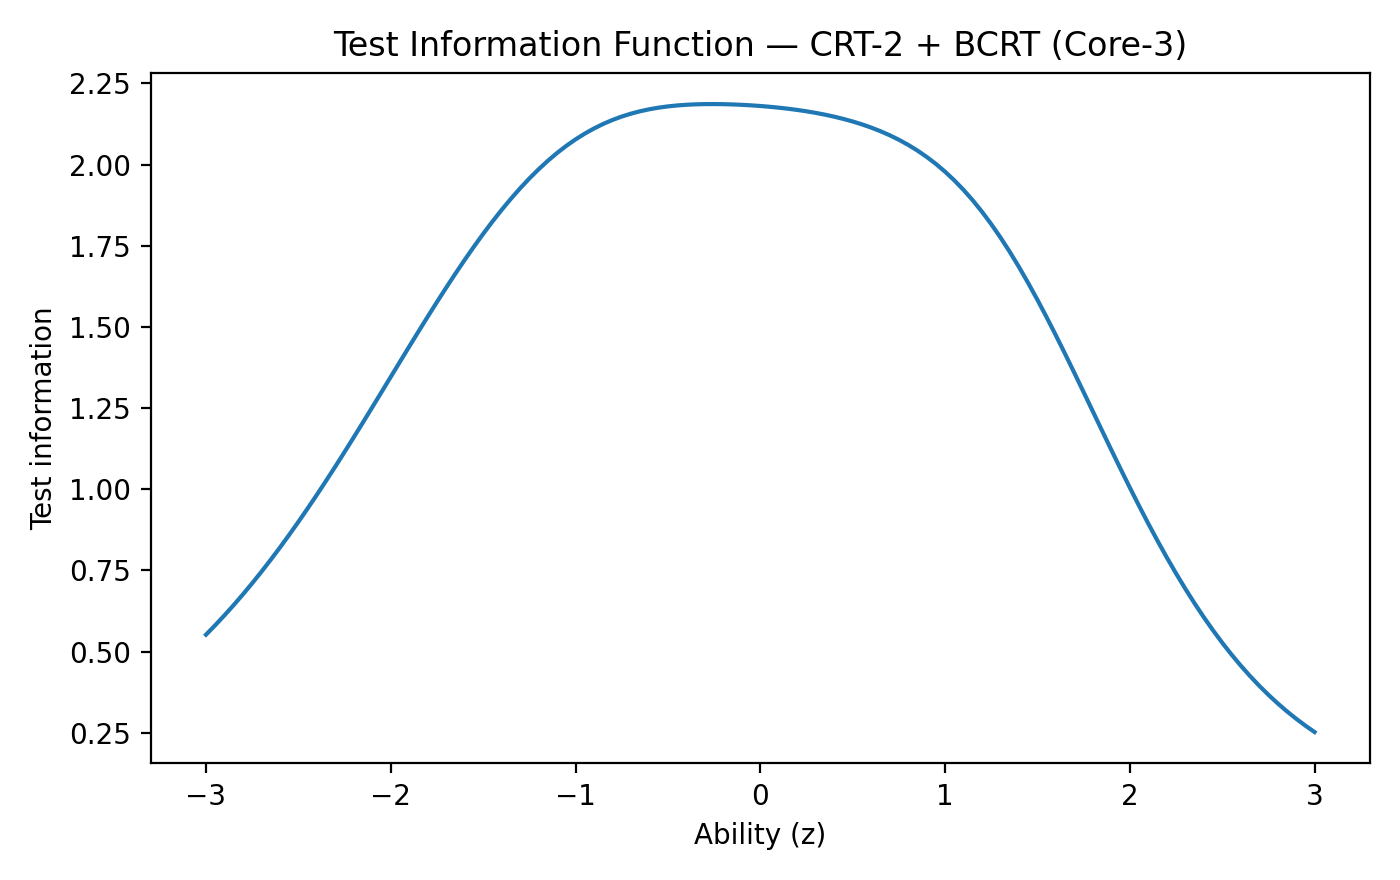 Test Information Function — CRT-2 + BCRT (Core-3)
Test information
2.25
2.00
1.75
1.50
1.25
1.00
0.75
0.50
0.25
−3 −2 −1 0 1 2 3
Ability (z)